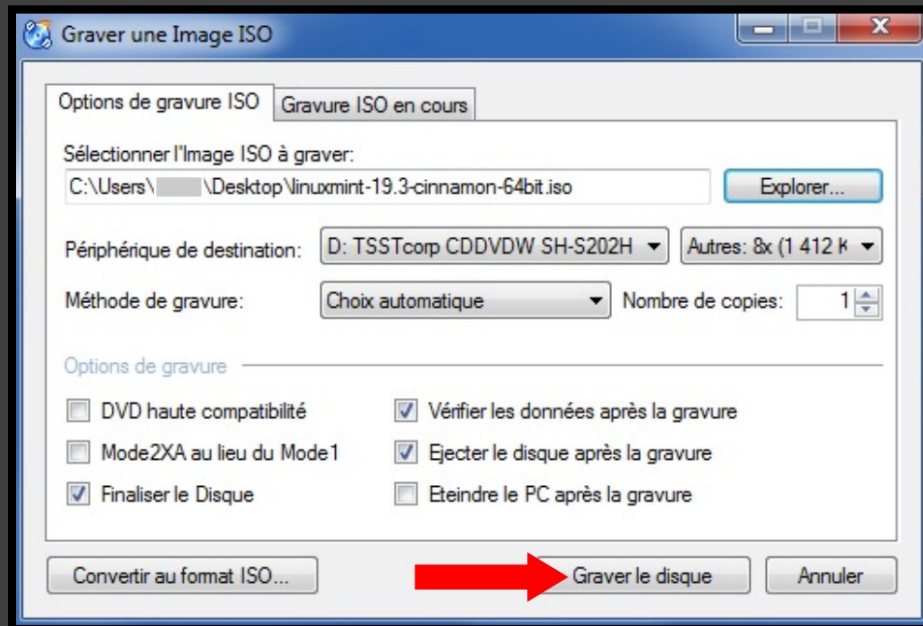 Graver une Image ISO
Options de gravure ISO
Gravure ISO en cours
Sélectionner l'Image ISO à graver:
C:\Users\ \Desktop\linuxmint-19.3-cinnamon-64bit.iso
Explorer...
Périphérique de destination:
D: TSSTcorp CDDVDW SH-S202H
Autres: 8x (1 412 K
Méthode de gravure:
Choix automatique
Nombre de copies:
1
Options de gravure
DVD haute compatibilité
Vérifier les données après la gravure
Mode2XA au lieu du Mode1
Ejecter le disque après la gravure
Finaliser le Disque
Eteindre le PC après la gravure
Convertir au format ISO...
Graver le disque
Annuler